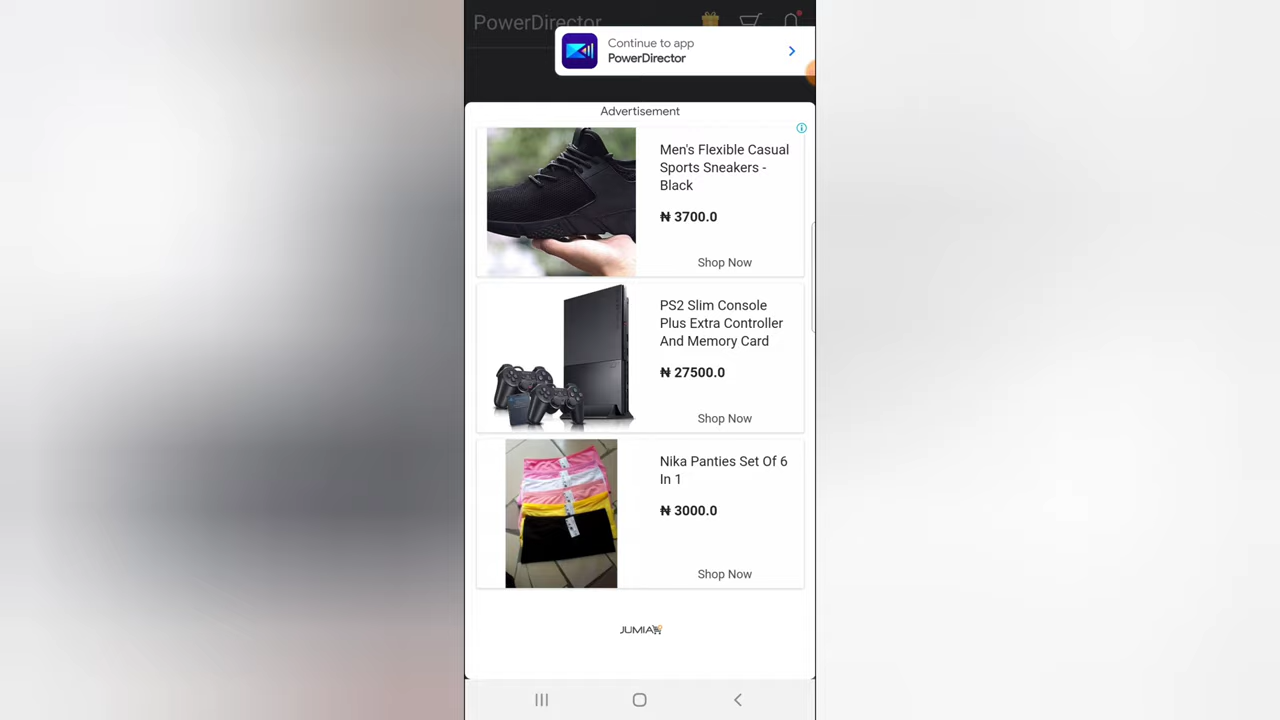 PowerDirector
Continue to app
PowerDirector
Advertisement
Men's Flexible Casual
Sports Sneakers -
Black
₦ 3700.0
Shop Now
PS2 Slim Console
Plus Extra Controller
And Memory Card
₦ 27500.0
Shop Now
Nika Panties Set Of 6
In 1
₦ 3000.0
Shop Now
JUMIA